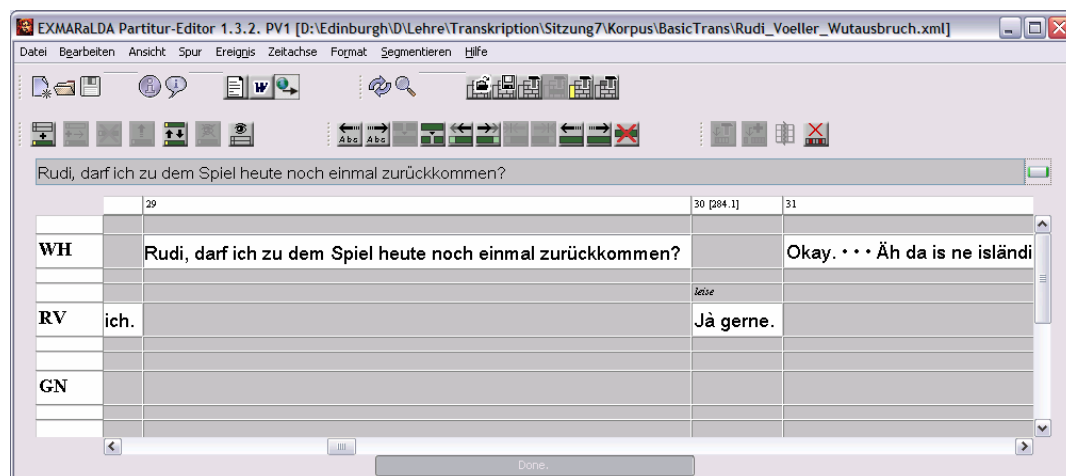 EXMARaLDA Partitur-Editor 1.3.2. PV1 [D:\Edinburgh\D\Lehre\Transkription\Sitzung7\Korpus\BasicTrans\Rudi_Voeller_Wutausbruch.xml]
Datei Bearbeiten Ansicht Spur Ereignis Zeitachse Format Segmentieren Hilfe
Abc Abc
Rudi, darf ich zu dem Spiel heute noch einmal zurückkommen?
29 30 [284.1] 31
WH Rudi, darf ich zu dem Spiel heute noch einmal zurückkommen? Okay. • • • Äh da is ne isländi
leise
RV ich. Jà gerne.
GN
Done.